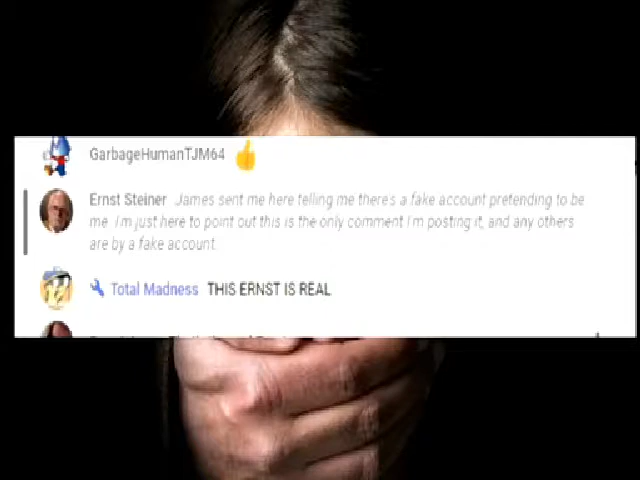 GarbageHumanTJM64 👍
Ernst Steiner James sent me here telling me there's a fake account pretending to be
me. I'm just here to point out this is the only comment I'm posting it, and any others
are by a fake account.
Total Madness THIS ERNST IS REAL